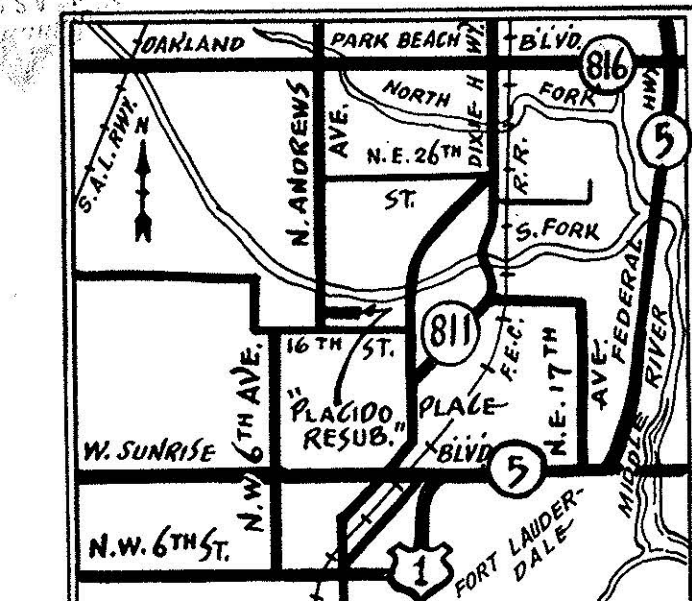 OAKLAND PARK BEACH BLVD.
816
HWY
5
DIXIE HWY.
NORTH FORK
S.A.L. RWY.
N
N. ANDREWS AVE.
N.E. 26TH ST.
R.R.
S. FORK
FEDERAL
MIDDLE RIVER
811
16TH ST.
F.E.C.
N.E. 17TH AVE.
N.W. 6TH AVE.
"PLACIDO PLACE
RESUB."
W. SUNRISE BLVD.
5
N.W. 6TH ST.
1
FORT LAUDER-
DALE